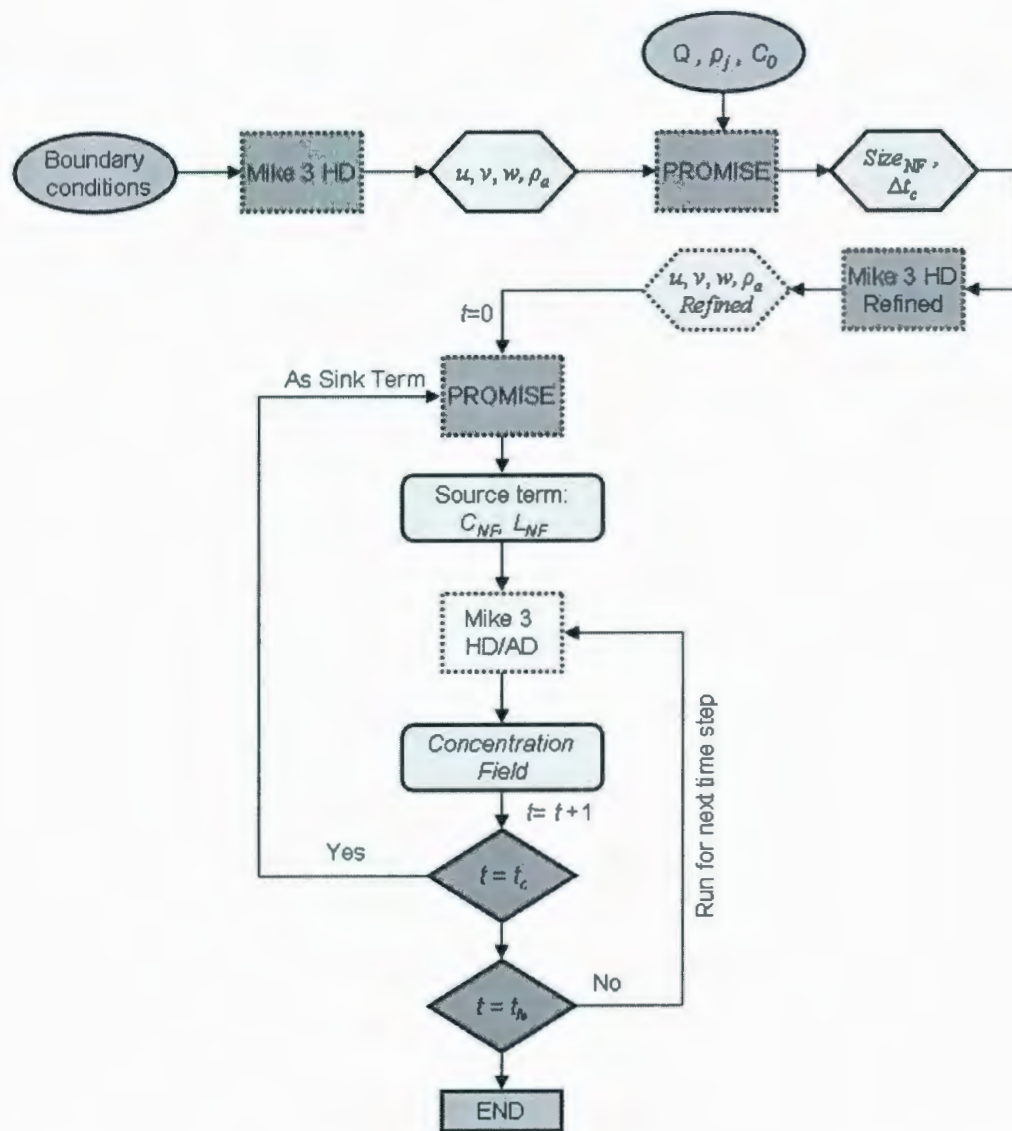 Q, ρj, C0
Boundary
conditions
Mike 3 HD
u, v, w, ρa
PROMISE
SizeNF,
Δtc
u, v, w, ρa
Refined
Mike 3 HD
Refined
t=0
As Sink Term
PROMISE
Source term:
CNF, LNF
Mike 3
HD/AD
Run for next time step
Concentration
Field
t= t+1
Yes
t = tc
No
t = tN
END